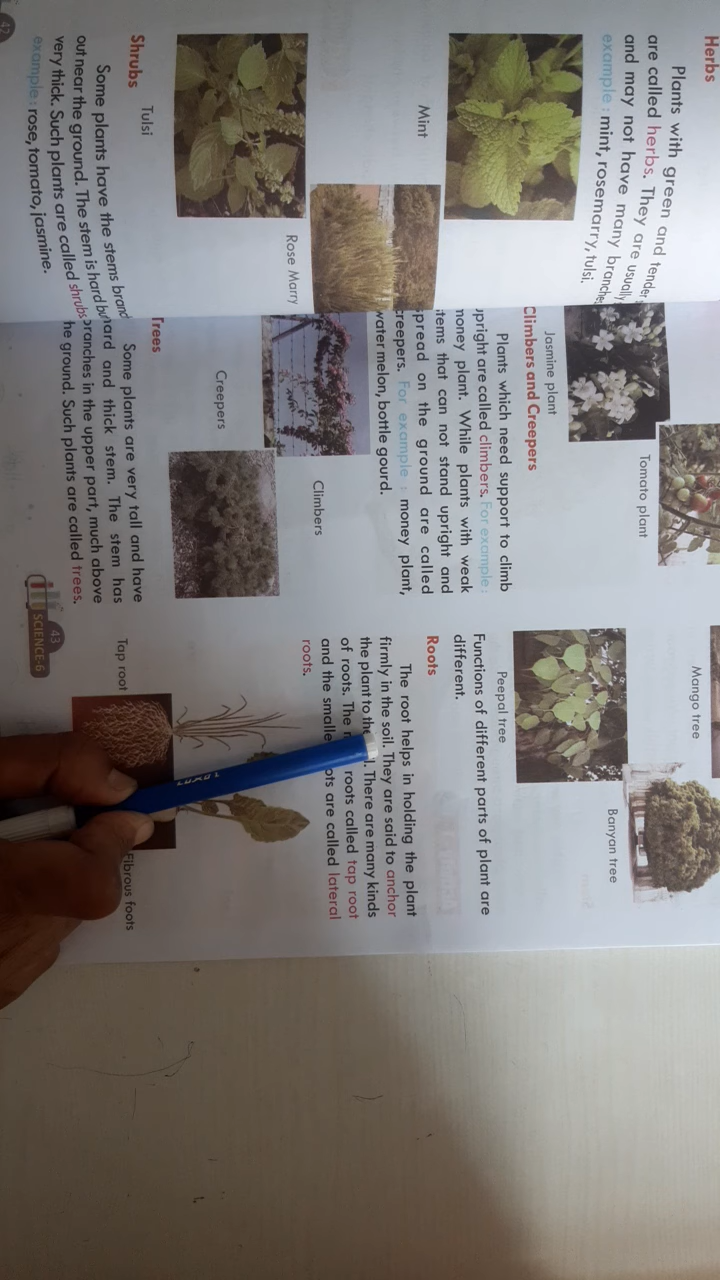 Herbs
Plants with green and tender
are called herbs. They are usually
and may not have many branche
example : mint, rosemarry, tulsi.
Mint
Rose Marry
Tulsi
Shrubs
Some plants have the stems branc
out near the ground. The stem is hard bu
very thick. Such plants are called shrubs
example : rose, tomato, jasmine.
42
Tomato plant
Jasmine plant
Climbers and Creepers
Plants which need support to climb
upright are called climbers. For example :
money plant. While plants with weak
stems that can not stand upright and
spread on the ground are called
creepers. For example : money plant,
water melon, bottle gourd.
Climbers
Creepers
Trees
Some plants are very tall and have
hard and thick stem. The stem has
branches in the upper part, much above
he ground. Such plants are called trees.
43
SCIENCE-6
Mango tree
Banyan tree
Peepal tree
Functions of different parts of plant are
different.
Roots
The root helps in holding the plant
firmly in the soil. They are said to anchor
the plant to the l. There are many kinds
of roots. The roots called tap root
and the smalle ots are called lateral
roots.
Tap root
Fibrous foots